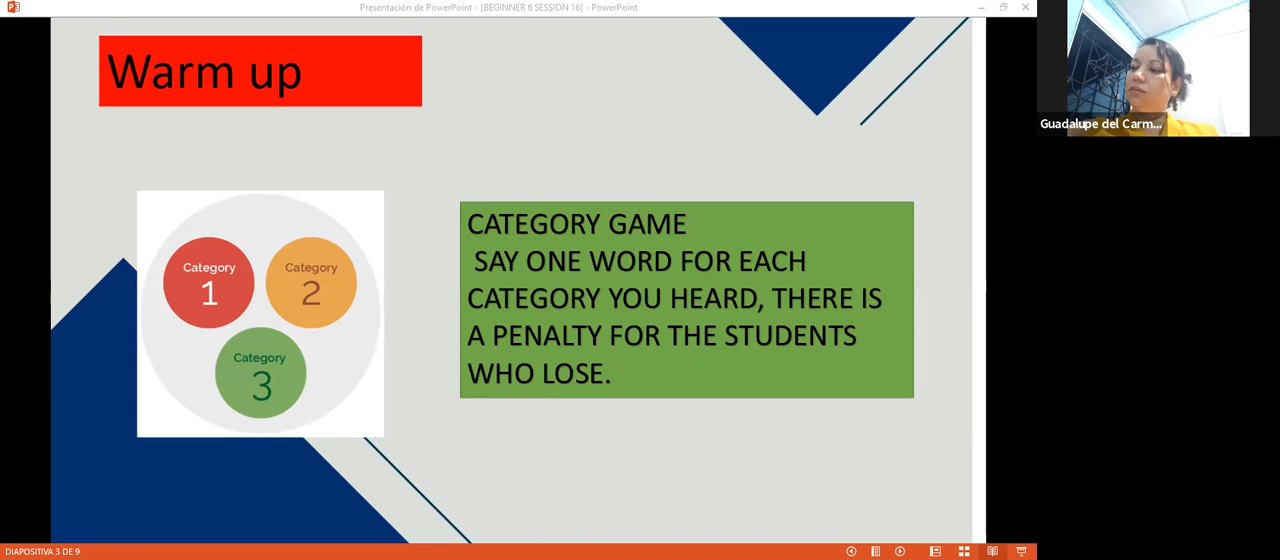 Presentación de PowerPoint - [BEGINNER 6 SESSION 16] - PowerPoint
Warm up
Guadalupe del Carm...
CATEGORY GAME
SAY ONE WORD FOR EACH
CATEGORY YOU HEARD, THERE IS
A PENALTY FOR THE STUDENTS
WHO LOSE.
Category
1
Category
2
Category
3
DIAPOSITIVA 3 DE 9